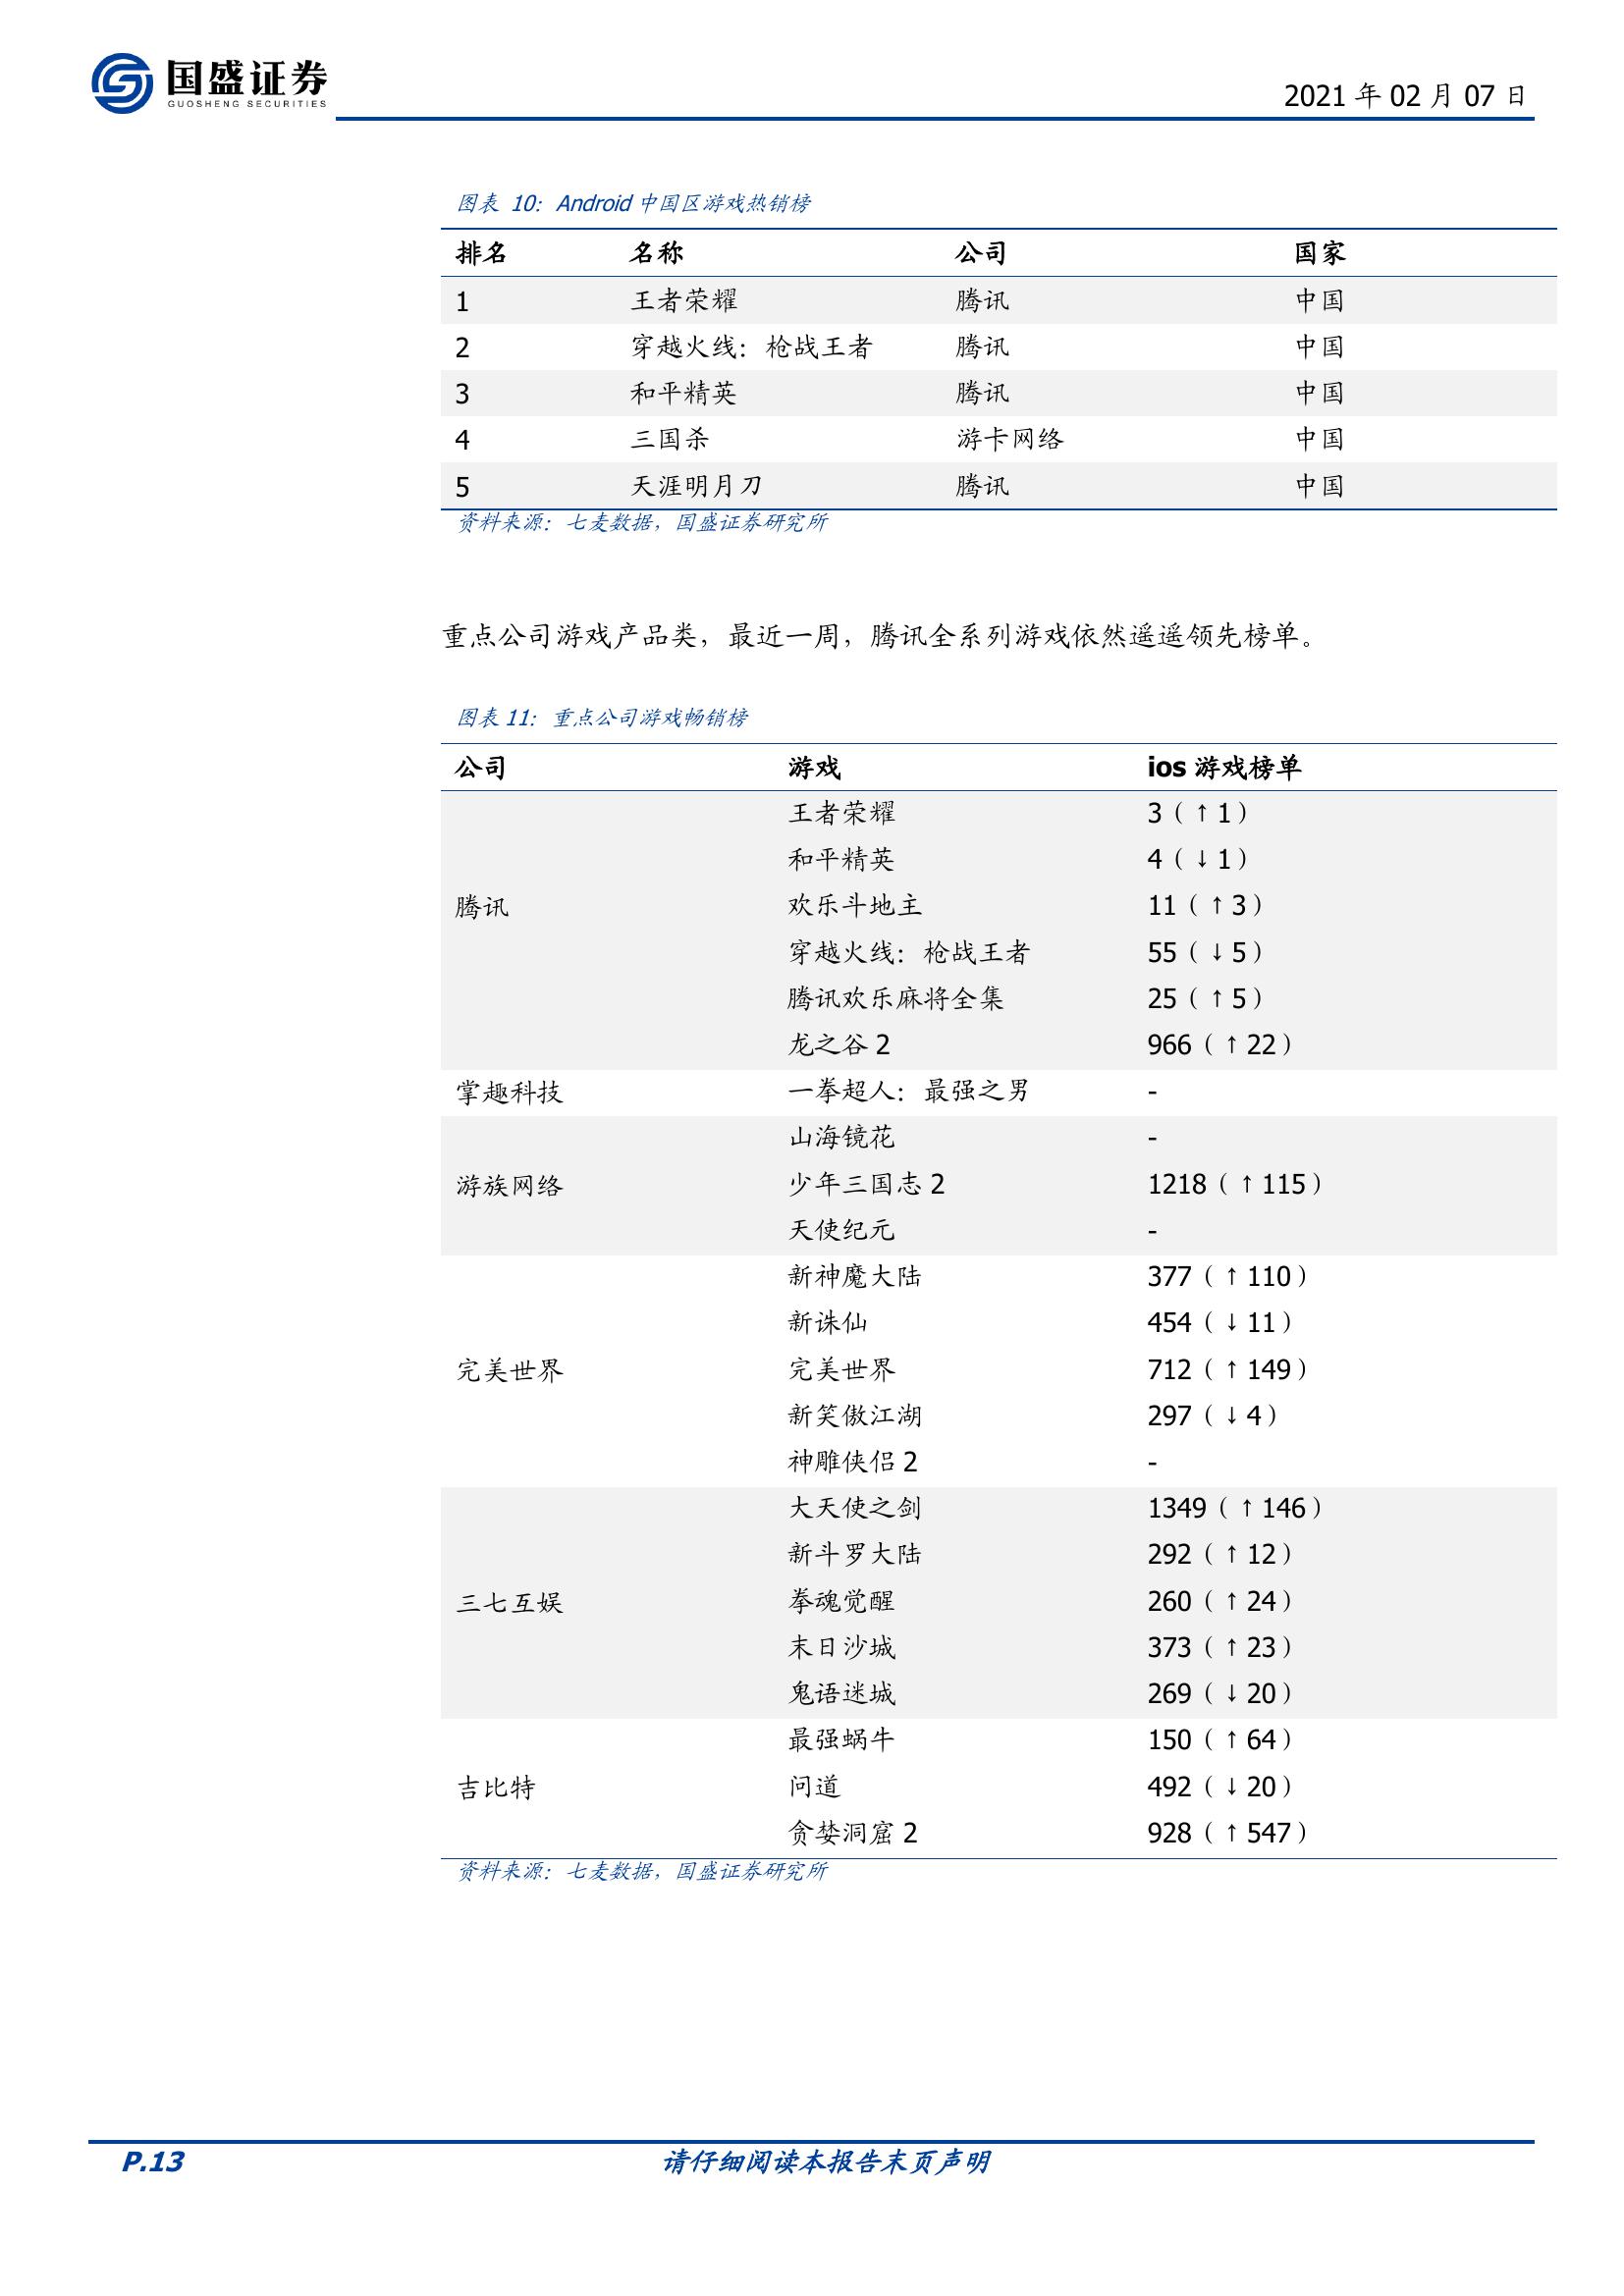 国盛证券
GUOSHENG SECURITIES
2021 年 02 月 07 日
图表 10：Android 中国区游戏热销榜
排名 名称 公司 国家
1 王者荣耀 腾讯 中国
2 穿越火线：枪战王者 腾讯 中国
3 和平精英 腾讯 中国
4 三国杀 游卡网络 中国
5 天涯明月刀 腾讯 中国
资料来源：七麦数据，国盛证券研究所
重点公司游戏产品类，最近一周，腾讯全系列游戏依然遥遥领先榜单。
图表 11：重点公司游戏畅销榜
公司 游戏 ios 游戏榜单
王者荣耀 3（↑1）
和平精英 4（↓1）
腾讯 欢乐斗地主 11（↑3）
穿越火线：枪战王者 55（↓5）
腾讯欢乐麻将全集 25（↑5）
龙之谷 2 966（↑22）
掌趣科技 一拳超人：最强之男 -
山海镜花 -
游族网络 少年三国志 2 1218（↑115）
天使纪元 -
新神魔大陆 377（↑110）
新诛仙 454（↓11）
完美世界 完美世界 712（↑149）
新笑傲江湖 297（↓4）
神雕侠侣 2 -
大天使之剑 1349（↑146）
新斗罗大陆 292（↑12）
三七互娱 拳魂觉醒 260（↑24）
末日沙城 373（↑23）
鬼语迷城 269（↓20）
最强蜗牛 150（↑64）
吉比特 问道 492（↓20）
贪婪洞窟 2 928（↑547）
资料来源：七麦数据，国盛证券研究所
P.13 请仔细阅读本报告末页声明